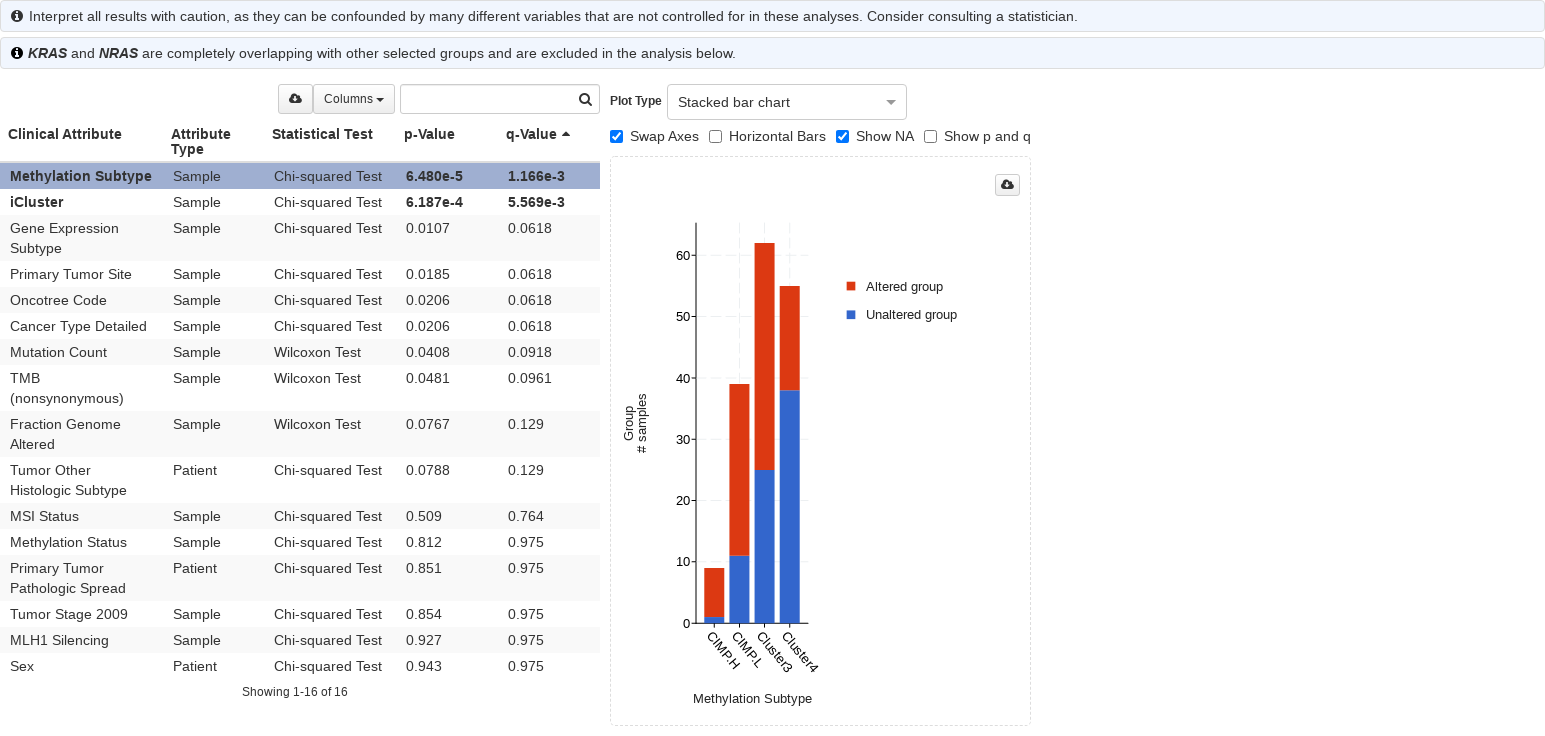 Interpret all results with caution, as they can be confounded by many different variables that are not controlled for in these analyses. Consider consulting a statistician.
KRAS and NRAS are completely overlapping with other selected groups and are excluded in the analysis below.
Columns
Clinical Attribute Attribute Type Statistical Test p-Value q-Value
Methylation Subtype Sample Chi-squared Test 6.480e-5 1.166e-3
iCluster Sample Chi-squared Test 6.187e-4 5.569e-3
Gene Expression Subtype Sample Chi-squared Test 0.0107 0.0618
Primary Tumor Site Sample Chi-squared Test 0.0185 0.0618
Oncotree Code Sample Chi-squared Test 0.0206 0.0618
Cancer Type Detailed Sample Chi-squared Test 0.0206 0.0618
Mutation Count Sample Wilcoxon Test 0.0408 0.0918
TMB (nonsynonymous) Sample Wilcoxon Test 0.0481 0.0961
Fraction Genome Altered Sample Wilcoxon Test 0.0767 0.129
Tumor Other Histologic Subtype Patient Chi-squared Test 0.0788 0.129
MSI Status Sample Chi-squared Test 0.509 0.764
Methylation Status Sample Chi-squared Test 0.812 0.975
Primary Tumor Pathologic Spread Patient Chi-squared Test 0.851 0.975
Tumor Stage 2009 Sample Chi-squared Test 0.854 0.975
MLH1 Silencing Sample Chi-squared Test 0.927 0.975
Sex Patient Chi-squared Test 0.943 0.975
Showing 1-16 of 16
Plot Type Stacked bar chart
Swap Axes Horizontal Bars Show NA Show p and q
60
50
40
30
20
10
0
Group
# samples
Altered group
Unaltered group
CIMP.H
CIMP.L
Cluster3
Cluster4
Methylation Subtype